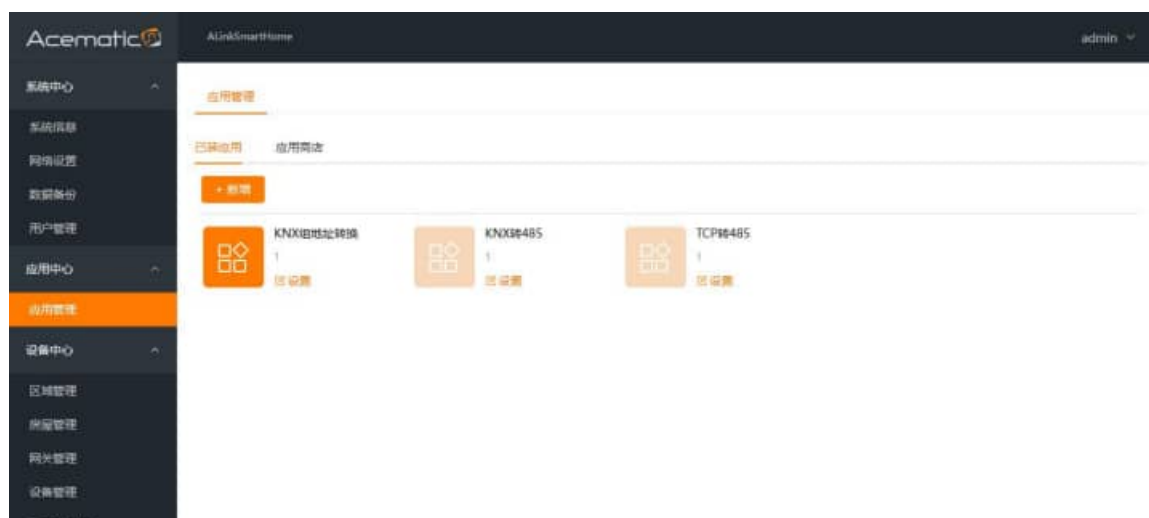 Acematic
ALinkSmartHome
admin
系统中心
系统信息
网络设置
数据备份
用户管理
应用中心
应用管理
设备中心
区域管理
房屋管理
网关管理
设备管理
应用管理
已装应用 应用商店
+ 新增
KNX组地址转换
1
设置
KNX转485
1
设置
TCP转485
1
设置